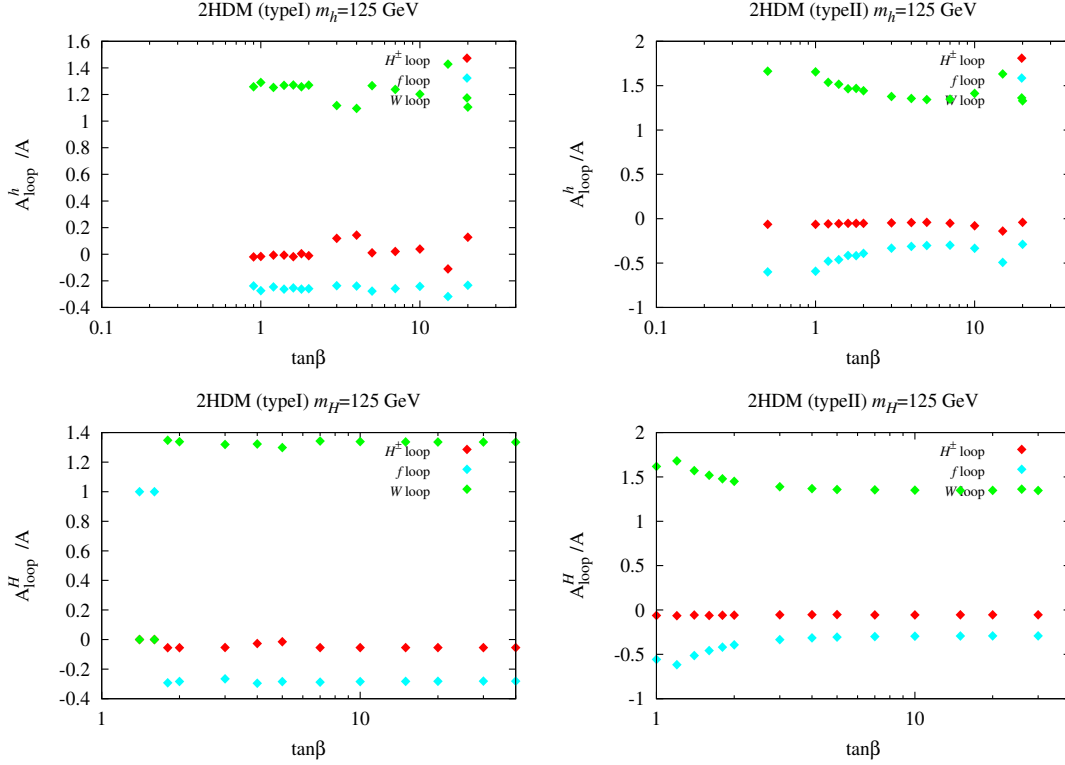 2HDM (typeI) m_h=125 GeV
A^h_loop /A
1.6
1.4
1.2
1
0.8
0.6
0.4
0.2
0
-0.2
-0.4
0.1
1
10
tanβ
H± loop
f loop
W loop
2HDM (typeII) m_h=125 GeV
A^h_loop /A
2
1.5
1
0.5
0
-0.5
-1
0.1
1
10
tanβ
H± loop
f loop
W loop
2HDM (typeI) m_H=125 GeV
A^H_loop /A
1.4
1.2
1
0.8
0.6
0.4
0.2
0
-0.2
-0.4
1
10
tanβ
H± loop
f loop
W loop
2HDM (typeII) m_H=125 GeV
A^H_loop /A
2
1.5
1
0.5
0
-0.5
-1
1
10
tanβ
H± loop
f loop
W loop